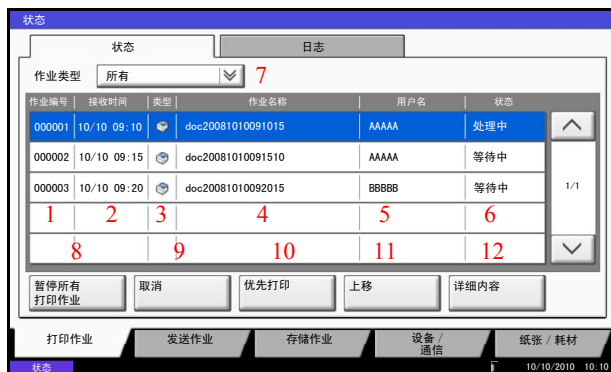 状态
状态 日志
作业类型 所有 7
作业编号 接收时间 类型 作业名称 用户名 状态
000001 10/10 09:10 doc20081010091015 AAAAA 处理中
000002 10/10 09:15 doc20081010091510 AAAAA 等待中
000003 10/10 09:20 doc20081010092015 BBBBB 等待中 1/1
1 2 3 4 5 6
8 9 10 11 12
暂停所有 取消 优先打印 上移 详细内容
打印作业
打印作业 发送作业 存储作业 设备 / 纸张 / 耗材
通信
状态 10/10/2010 10:10